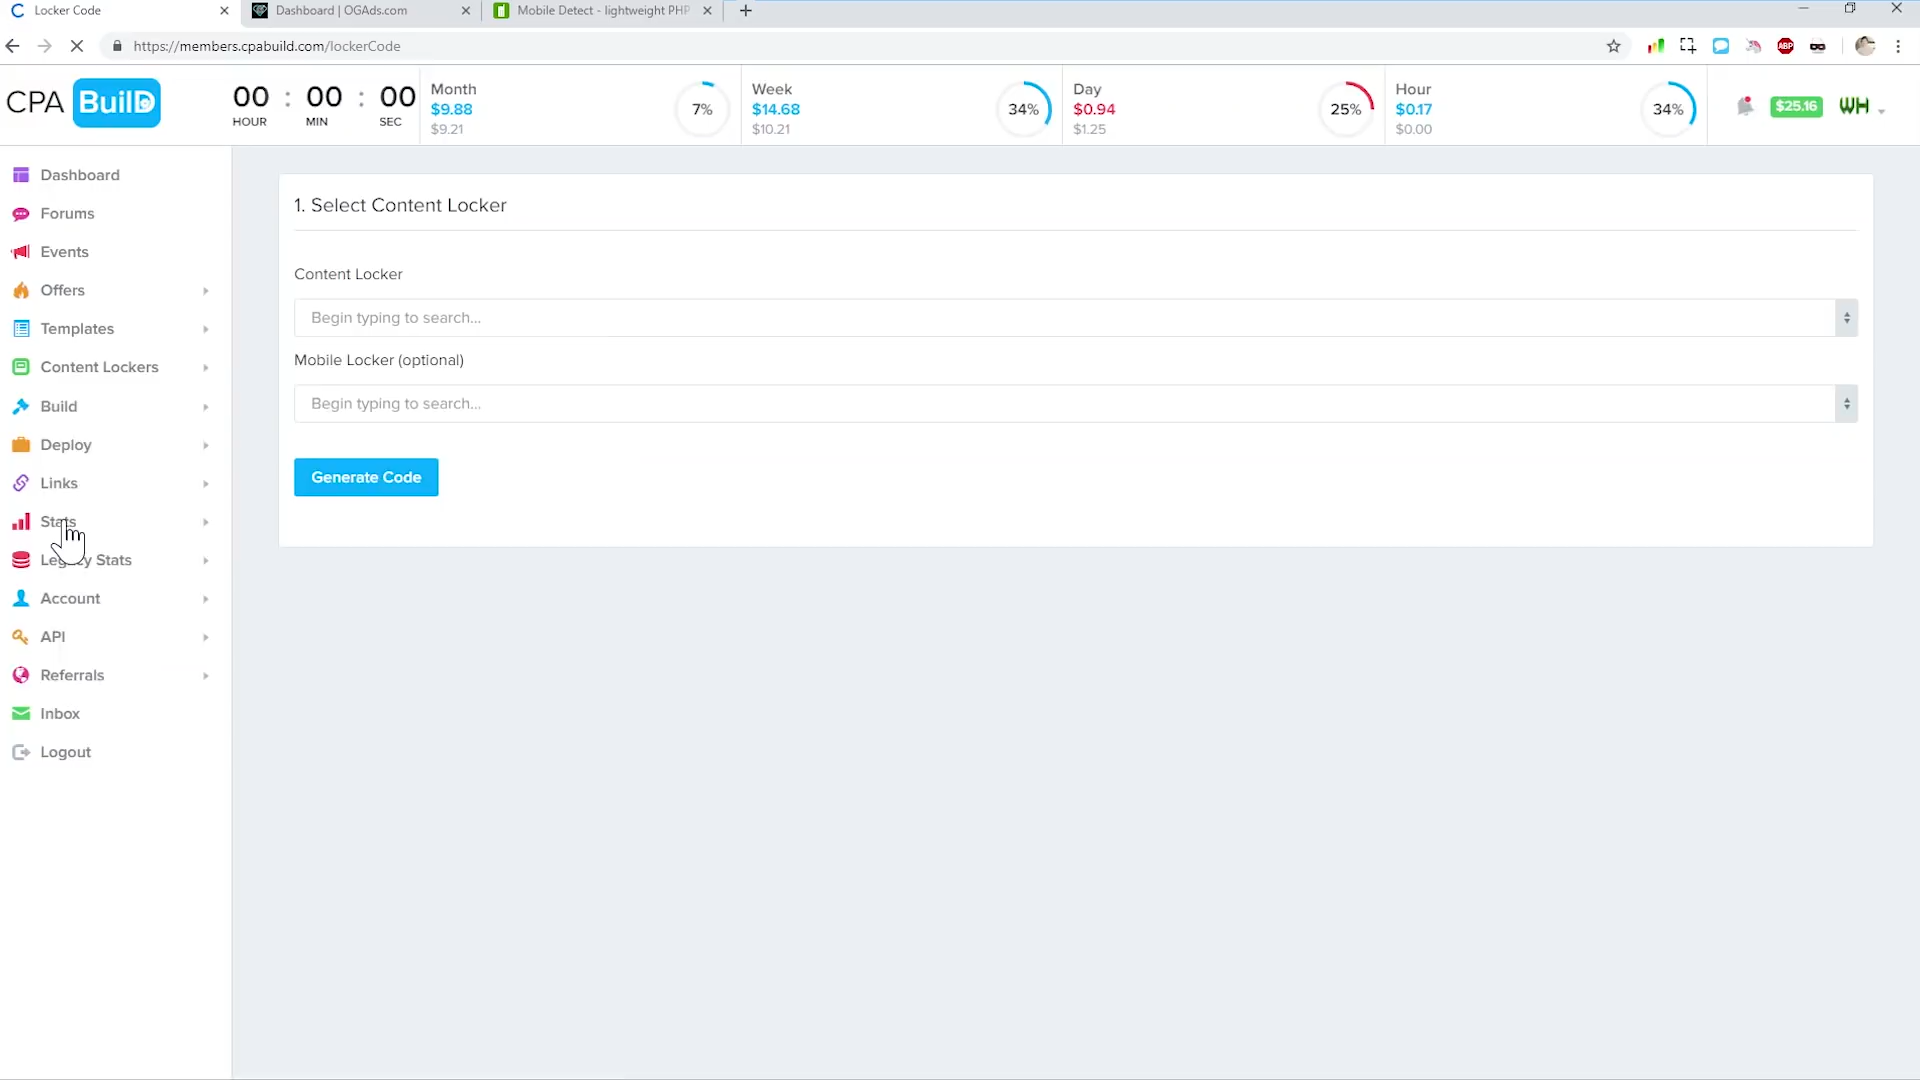 Locker Code
Dashboard | OGAds.com
Mobile Detect - lightweight PHP
https://members.cpabuild.com/lockerCode
ABP
CPA BuilD
00 : 00 : 00
HOUR MIN SEC
Month
$9.88
$9.21
7%
Week
$14.68
$10.21
34%
Day
$0.94
$1.25
25%
Hour
$0.17
$0.00
34%
$25.16
WH
Dashboard
Forums
Events
Offers
Templates
Content Lockers
Build
Deploy
Links
Stats
Legacy Stats
Account
API
Referrals
Inbox
Logout
1. Select Content Locker
Content Locker
Begin typing to search...
Mobile Locker (optional)
Begin typing to search...
Generate Code